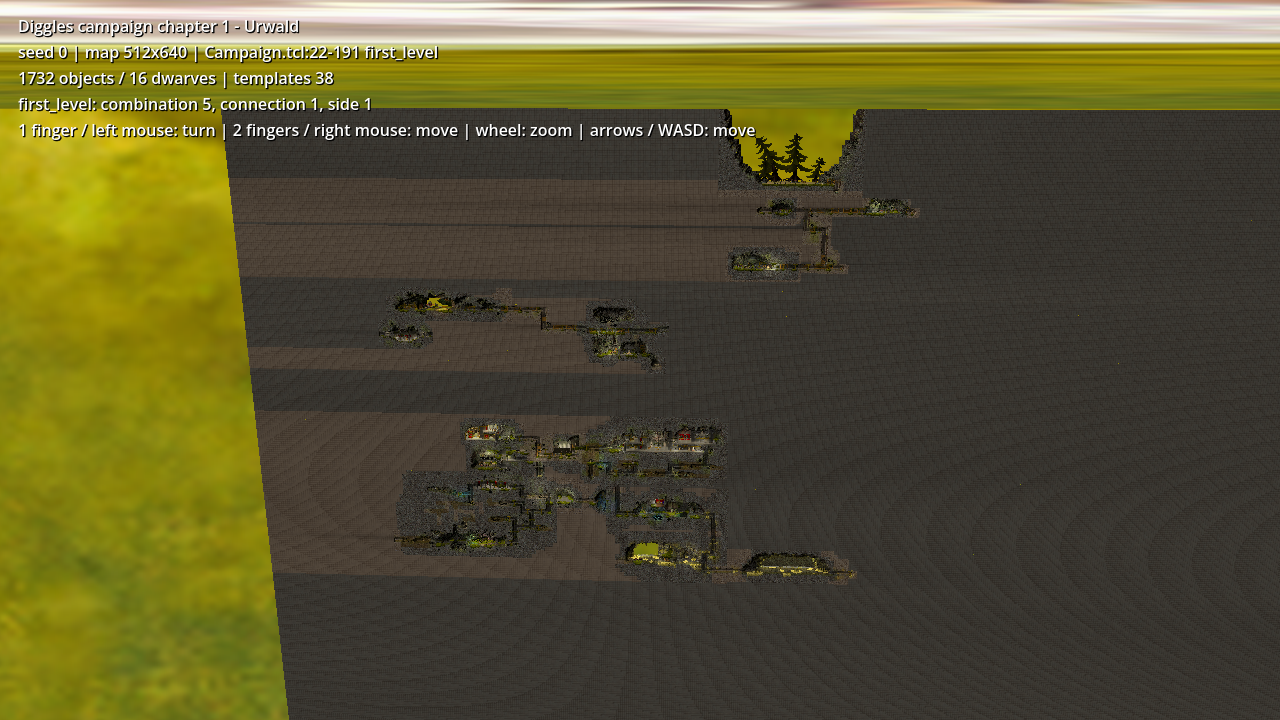 Diggles campaign chapter 1 - Urwald
seed 0 | map 512x640 | Campaign.tcl:22-191 first_level
1732 objects / 16 dwarves | templates 38
first_level: combination 5, connection 1, side 1
1 finger / left mouse: turn | 2 fingers / right mouse: move | wheel: zoom | arrows / WASD: move